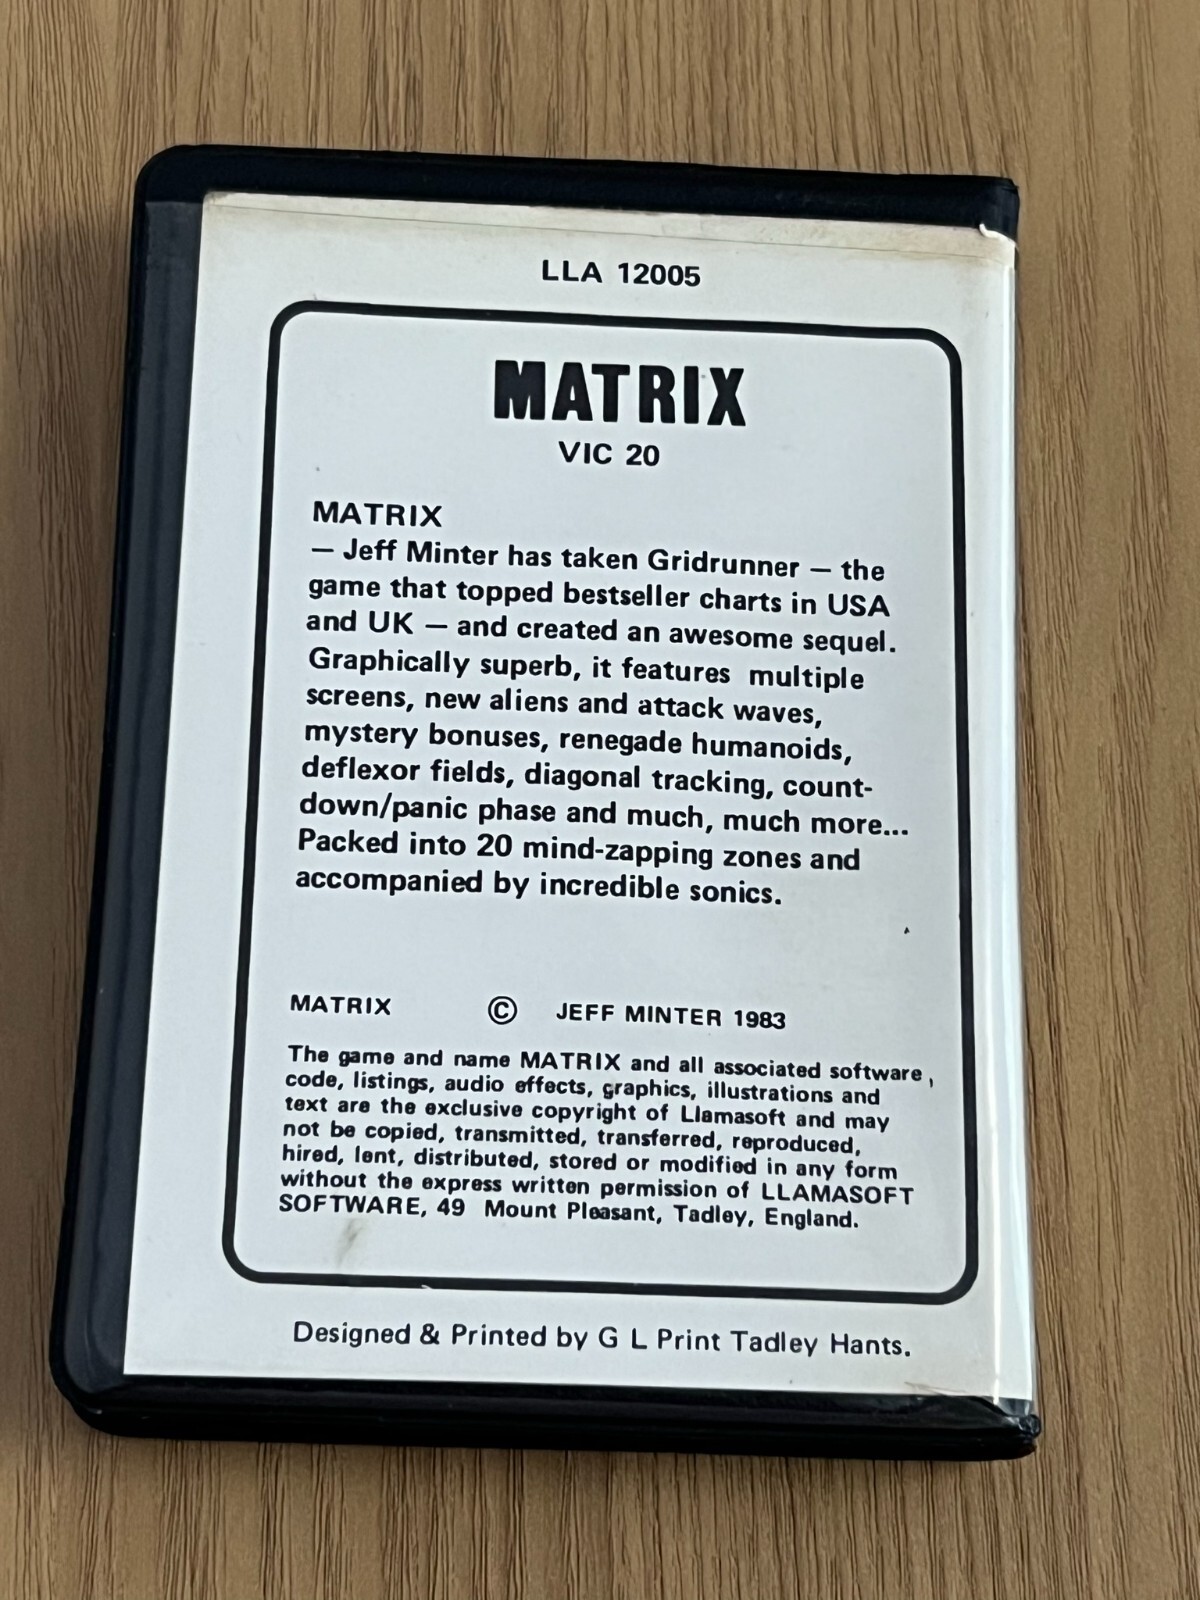 LLA 12005
MATRIX
VIC 20
MATRIX
— Jeff Minter has taken Gridrunner — the
game that topped bestseller charts in USA
and UK — and created an awesome sequel.
Graphically superb, it features multiple
screens, new aliens and attack waves,
mystery bonuses, renegade humanoids,
deflexor fields, diagonal tracking, count-
down/panic phase and much, much more...
Packed into 20 mind-zapping zones and
accompanied by incredible sonics.
MATRIX © JEFF MINTER 1983
The game and name MATRIX and all associated software,
code, listings, audio effects, graphics, illustrations and
text are the exclusive copyright of Llamasoft and may
not be copied, transmitted, transferred, reproduced,
hired, lent, distributed, stored or modified in any form
without the express written permission of LLAMASOFT
SOFTWARE, 49 Mount Pleasant, Tadley, England.
Designed & Printed by G L Print Tadley Hants.